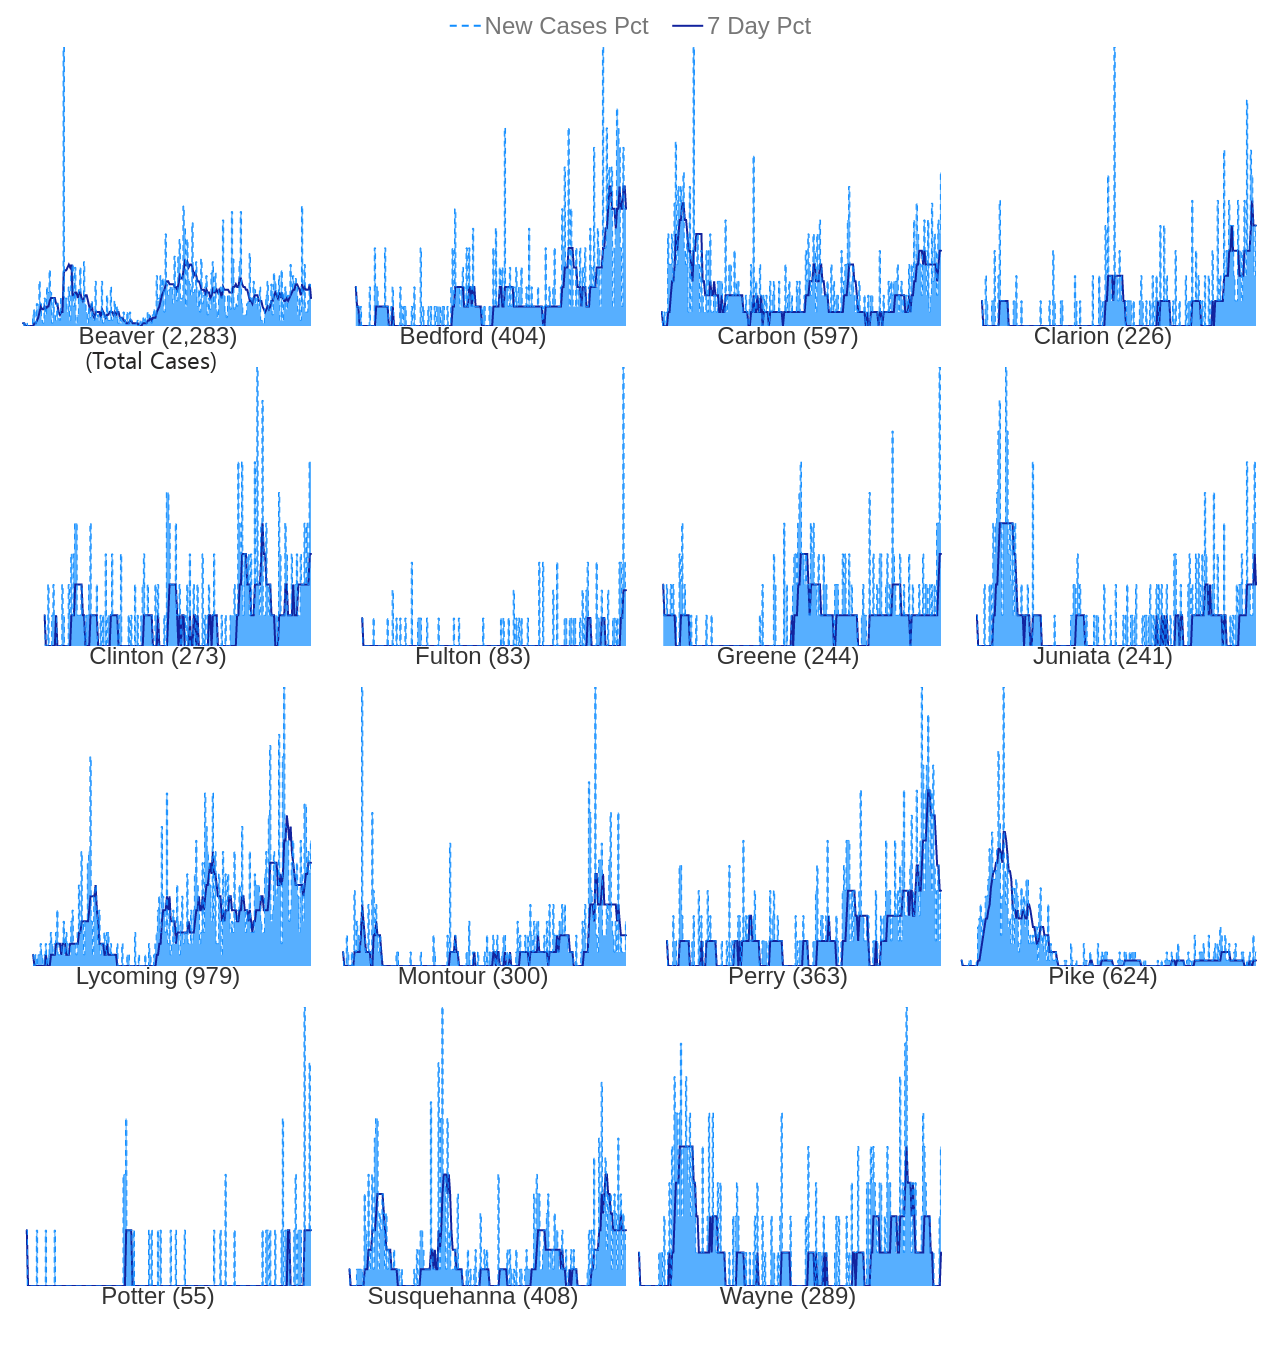 New Cases Pct 7 Day Pct
Beaver (2,283)
(Total Cases)
Bedford (404)
Carbon (597)
Clarion (226)
Clinton (273)
Fulton (83)
Greene (244)
Juniata (241)
Lycoming (979)
Montour (300)
Perry (363)
Pike (624)
Potter (55)
Susquehanna (408)
Wayne (289)